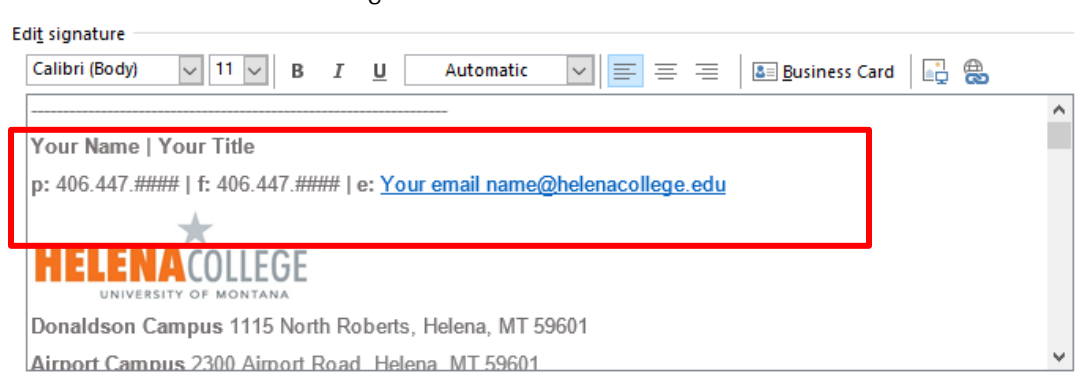 Edit signature
Calibri (Body) 11 B I U Automatic Business Card
Your Name | Your Title
p: 406.447.#### | f: 406.447.#### | e: Your email name@helenacollege.edu
HELENACOLLEGE
UNIVERSITY OF MONTANA
Donaldson Campus 1115 North Roberts, Helena, MT 59601
Airport Campus 2300 Airport Road Helena MT 59601